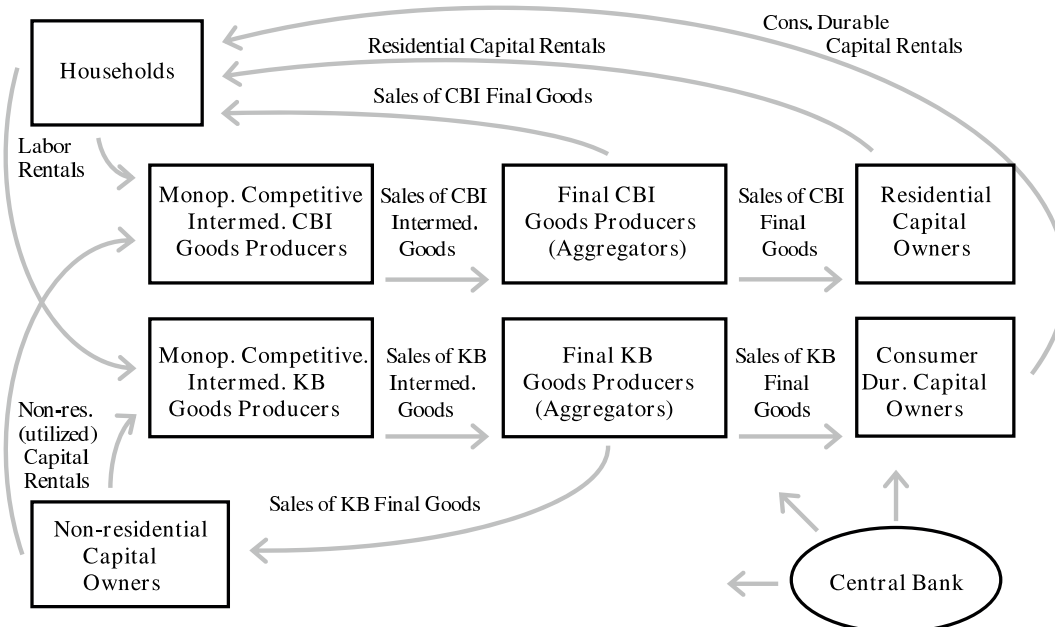 Cons. Durable
Capital Rentals
Residential Capital Rentals
Households
Sales of CBI Final Goods
Labor
Rentals
Monop. Competitive
Intermed. CBI
Goods Producers
Sales of CBI
Intermed.
Goods
Final CBI
Goods Producers
(Aggregators)
Sales of CBI
Final
Goods
Residential
Capital
Owners
Monop. Competitive.
Intermed. KB
Goods Producers
Sales of KB
Intermed.
Goods
Final KB
Goods Producers
(Aggregators)
Sales of KB
Final
Goods
Consumer
Dur. Capital
Owners
Non-res.
(utilized)
Capital
Rentals
Sales of KB Final Goods
Non-residential
Capital
Owners
Central Bank